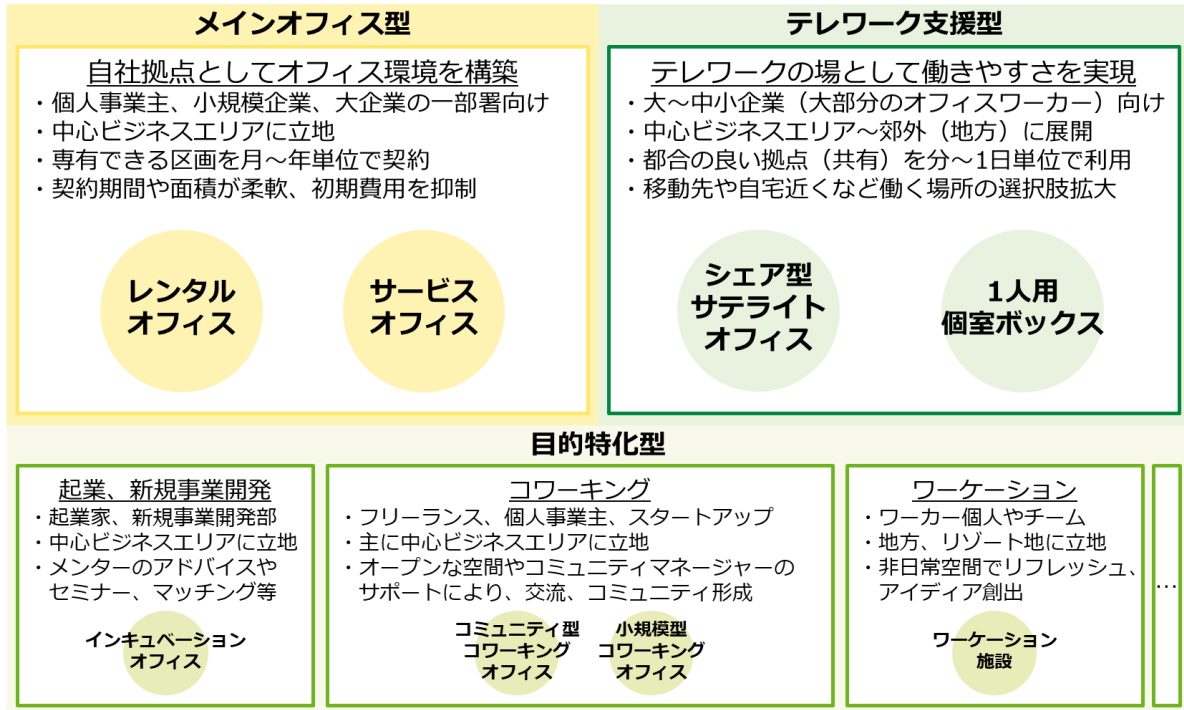 メインオフィス型
自社拠点としてオフィス環境を構築
・個人事業主、小規模企業、大企業の一部署向け
・中心ビジネスエリアに立地
・専有できる区画を月～年単位で契約
・契約期間や面積が柔軟、初期費用を抑制
レンタル
オフィス
サービス
オフィス
テレワーク支援型
テレワークの場として働きやすさを実現
・大～中小企業（大部分のオフィスワーカー）向け
・中心ビジネスエリア～郊外（地方）に展開
・都合の良い拠点（共有）を分～1日単位で利用
・移動先や自宅近くなど働く場所の選択肢拡大
シェア型
サテライト
オフィス
1人用
個室ボックス
目的特化型
起業、新規事業開発
・起業家、新規事業開発部
・中心ビジネスエリアに立地
・メンターのアドバイスや
セミナー、マッチング等
インキュベーション
オフィス
コワーキング
・フリーランス、個人事業主、スタートアップ
・主に中心ビジネスエリアに立地
・オープンな空間やコミュニティマネージャーの
サポートにより、交流、コミュニティ形成
コミュニティ型
コワーキング
オフィス
小規模型
コワーキング
オフィス
ワーケーション
・ワーカー個人やチーム
・地方、リゾート地に立地
・非日常空間でリフレッシュ、
アイディア創出
ワーケーション
施設
…